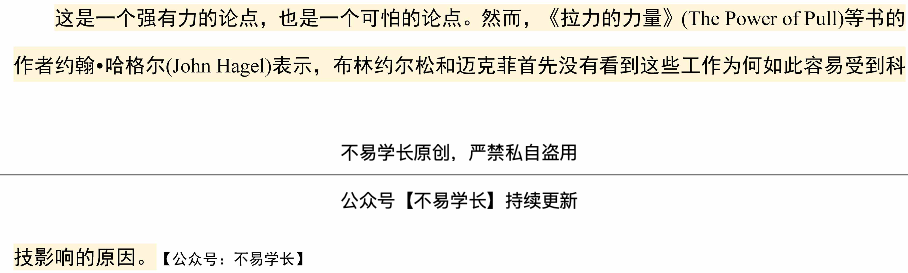 这是一个强有力的论点，也是一个可怕的论点。然而，《拉力的力量》(The Power of Pull)等书的
作者约翰•哈格尔(John Hagel)表示，布林约尔松和迈克菲首先没有看到这些工作为何如此容易受到科
不易学长原创，严禁私自盗用
公众号【不易学长】持续更新
技影响的原因。【公众号：不易学长】